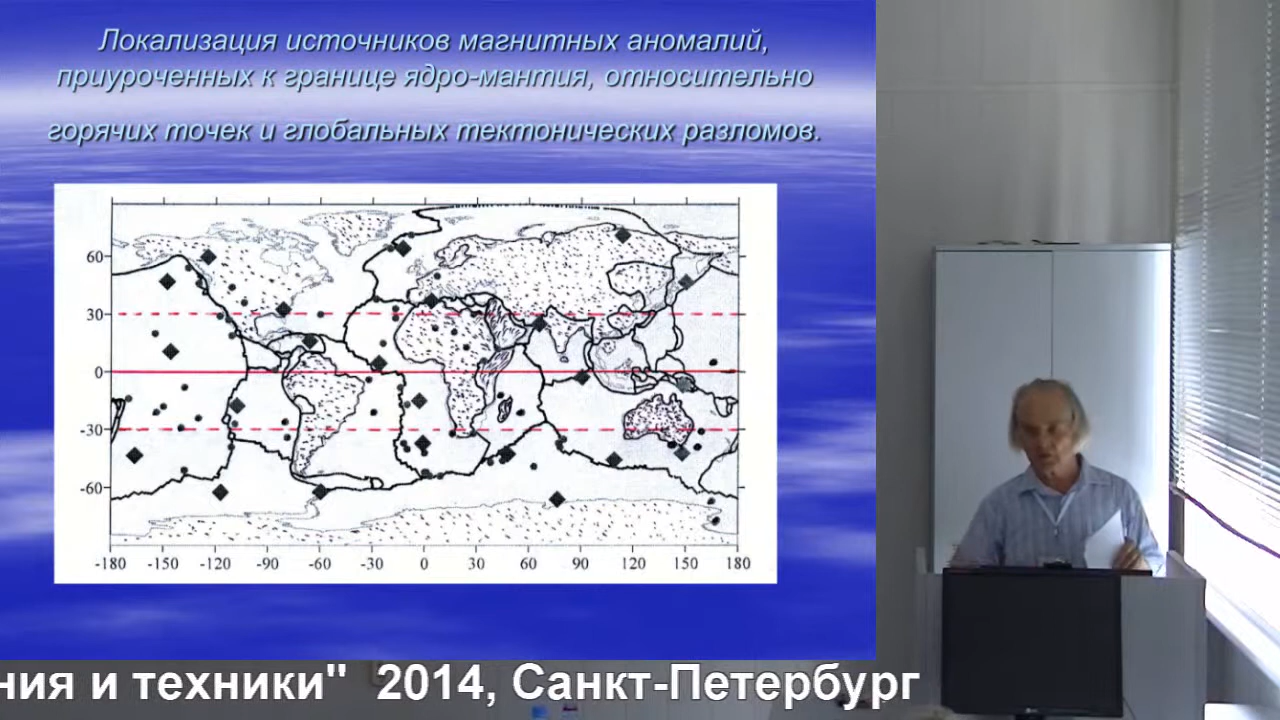 Локализация источников магнитных аномалий,
приуроченных к границе ядро-мантия, относительно
горячих точек и глобальных тектонических разломов.
60
30
0
-30
-60
-180 -150 -120 -90 -60 -30 0 30 60 90 120 150 180
ния и техники" 2014, Санкт-Петербург